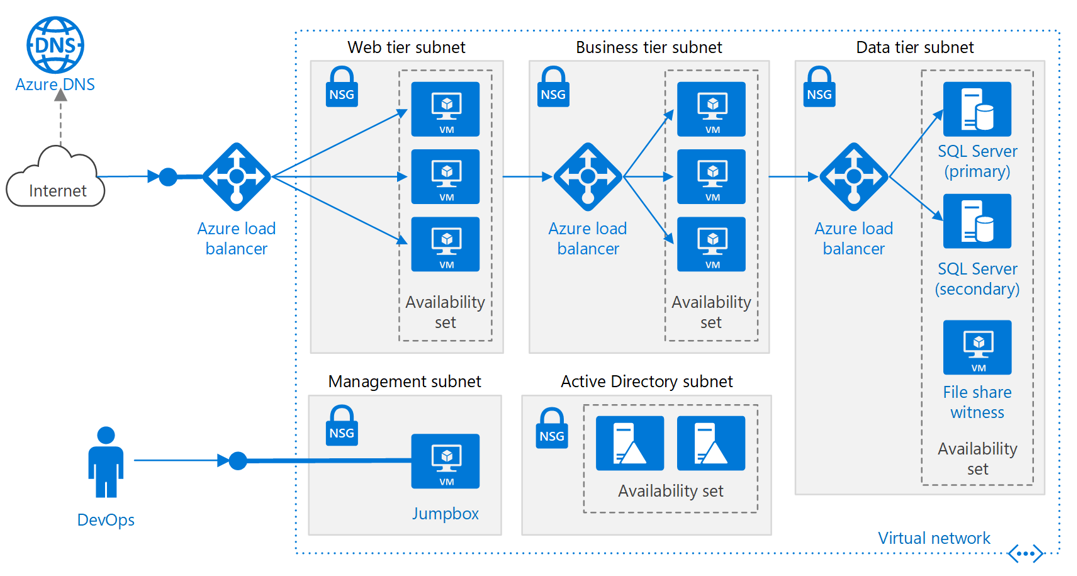 DNS
Azure DNS
Internet
Azure load
balancer
Web tier subnet
NSG
VM
VM
VM
Availability
set
Business tier subnet
NSG
Azure load
balancer
VM
VM
VM
Availability
set
Data tier subnet
NSG
Azure load
balancer
SQL Server
(primary)
SQL Server
(secondary)
VM
File share
witness
Availability
set
DevOps
Management subnet
NSG
VM
Jumpbox
Active Directory subnet
NSG
Availability set
Virtual network